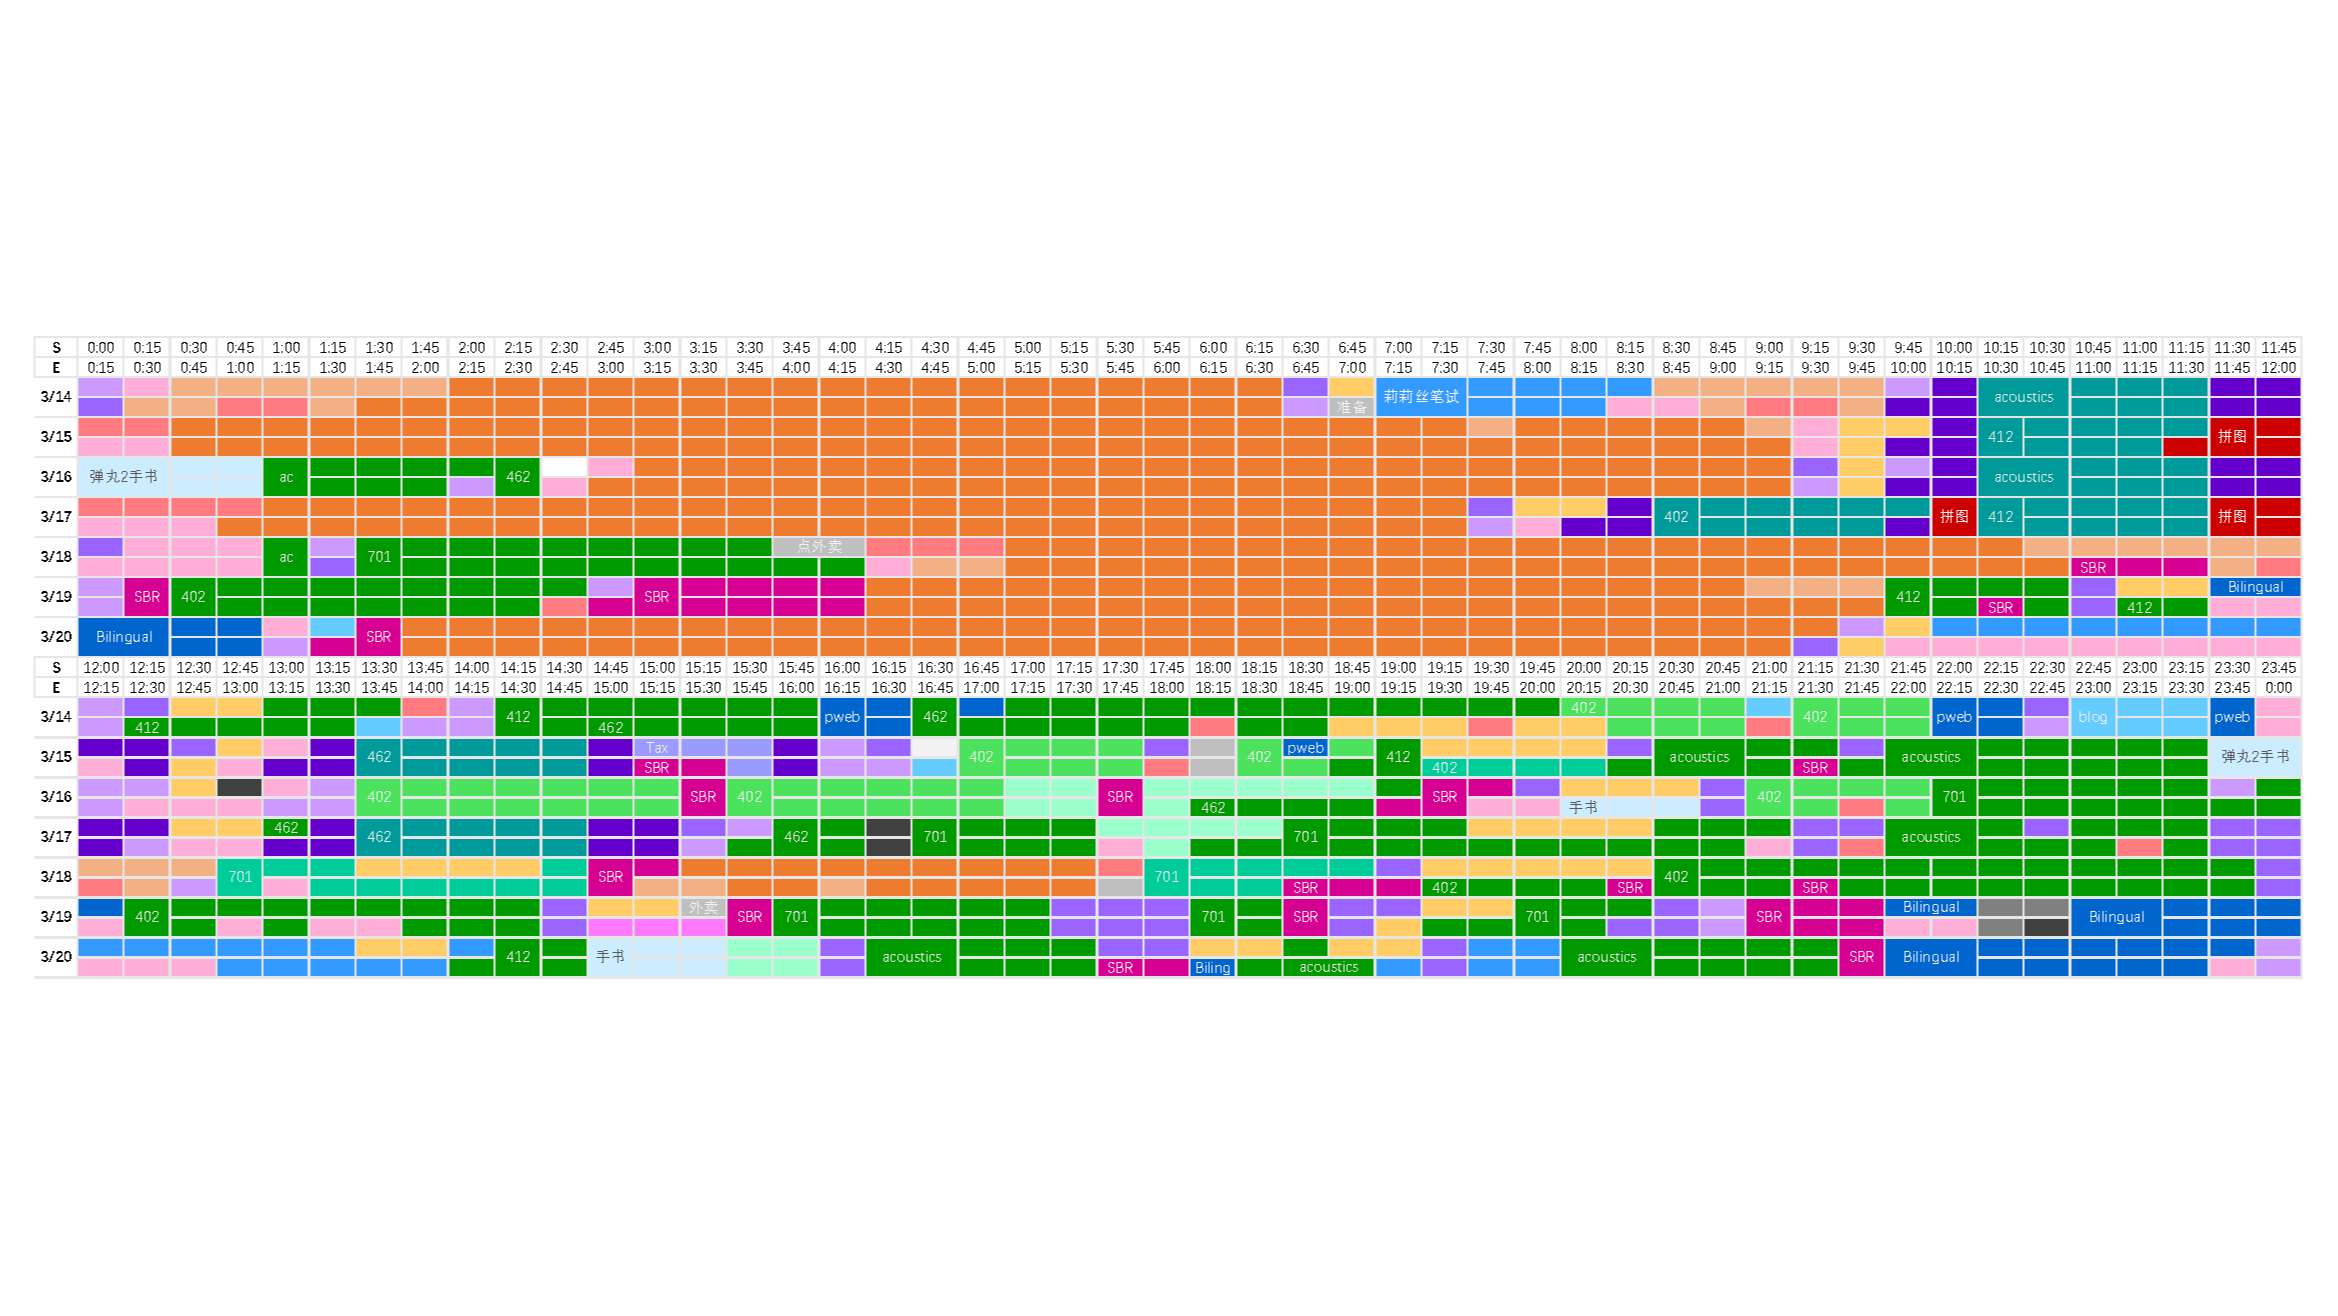 S 0:00 0:15 0:30 0:45 1:00 1:15 1:30 1:45 2:00 2:15 2:30 2:45 3:00 3:15 3:30 3:45 4:00 4:15 4:30 4:45 5:00 5:15 5:30 5:45 6:00 6:15 6:30 6:45 7:00 7:15 7:30 7:45 8:00 8:15 8:30 8:45 9:00 9:15 9:30 9:45 10:00 10:15 10:30 10:45 11:00 11:15 11:30 11:45
E 0:15 0:30 0:45 1:00 1:15 1:30 1:45 2:00 2:15 2:30 2:45 3:00 3:15 3:30 3:45 4:00 4:15 4:30 4:45 5:00 5:15 5:30 5:45 6:00 6:15 6:30 6:45 7:00 7:15 7:30 7:45 8:00 8:15 8:30 8:45 9:00 9:15 9:30 9:45 10:00 10:15 10:30 10:45 11:00 11:15 11:30 11:45 12:00
3/14 准备 莉莉丝笔试 acoustics
3/15 412 拼图
3/16 弹丸2手书 ac 462 acoustics
3/17 402 拼图 412 拼图
3/18 ac 701 点外卖 SBR
3/19 SBR 402 SBR 412 SBR 412 Bilingual
3/20 Bilingual SBR
S 12:00 12:15 12:30 12:45 13:00 13:15 13:30 13:45 14:00 14:15 14:30 14:45 15:00 15:15 15:30 15:45 16:00 16:15 16:30 16:45 17:00 17:15 17:30 17:45 18:00 18:15 18:30 18:45 19:00 19:15 19:30 19:45 20:00 20:15 20:30 20:45 21:00 21:15 21:30 21:45 22:00 22:15 22:30 22:45 23:00 23:15 23:30 23:45
E 12:15 12:30 12:45 13:00 13:15 13:30 13:45 14:00 14:15 14:30 14:45 15:00 15:15 15:30 15:45 16:00 16:15 16:30 16:45 17:00 17:15 17:30 17:45 18:00 18:15 18:30 18:45 19:00 19:15 19:30 19:45 20:00 20:15 20:30 20:45 21:00 21:15 21:30 21:45 22:00 22:15 22:30 22:45 23:00 23:15 23:30 23:45 0:00
3/14 412 412 462 pweb 462 402 402 pweb blog pweb
3/15 462 Tax SBR 402 402 pweb 412 402 acoustics SBR acoustics 弹丸2手书
3/16 402 SBR 402 SBR 462 SBR 手书 402 701
3/17 462 462 462 701 701 acoustics
3/18 701 SBR 701 SBR 402 SBR 402 SBR
3/19 402 外卖 SBR 701 701 SBR 701 SBR Bilingual Bilingual
3/20 412 手书 acoustics SBR Biling acoustics acoustics SBR Bilingual